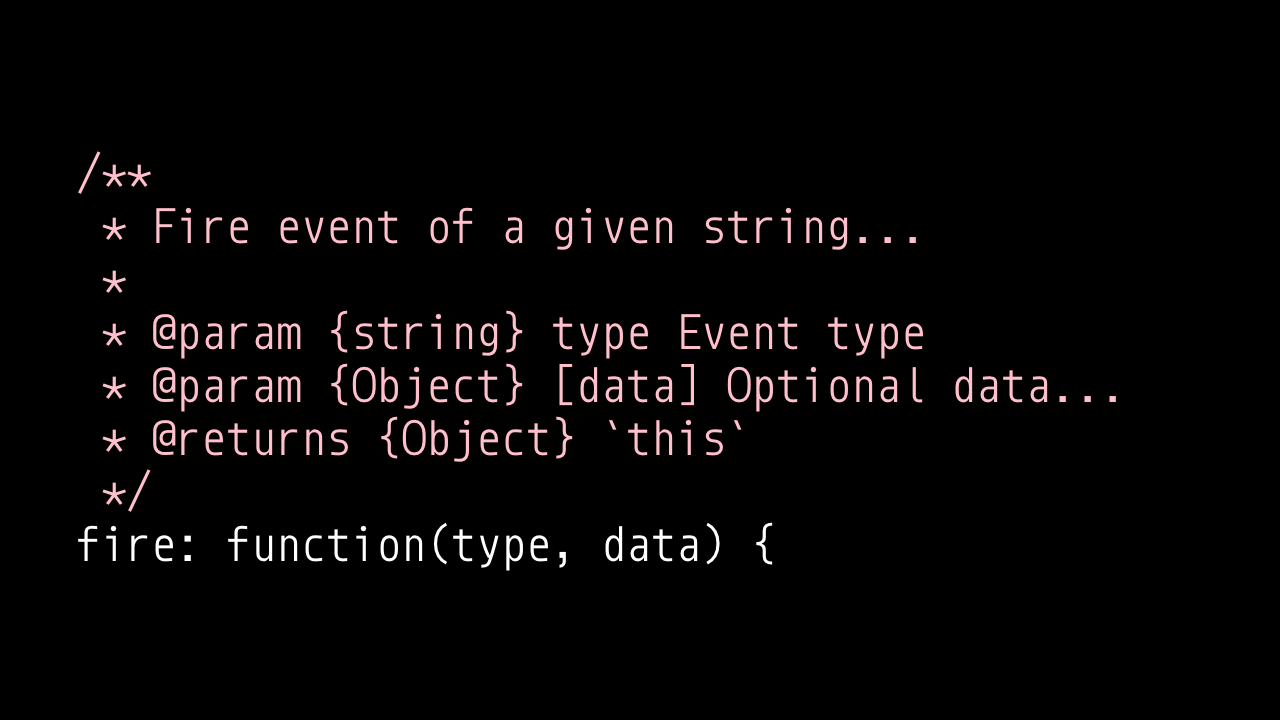 /**
 * Fire event of a given string...
 *
 * @param {string} type Event type
 * @param {Object} [data] Optional data...
 * @returns {Object} `this`
 */
fire: function(type, data) {